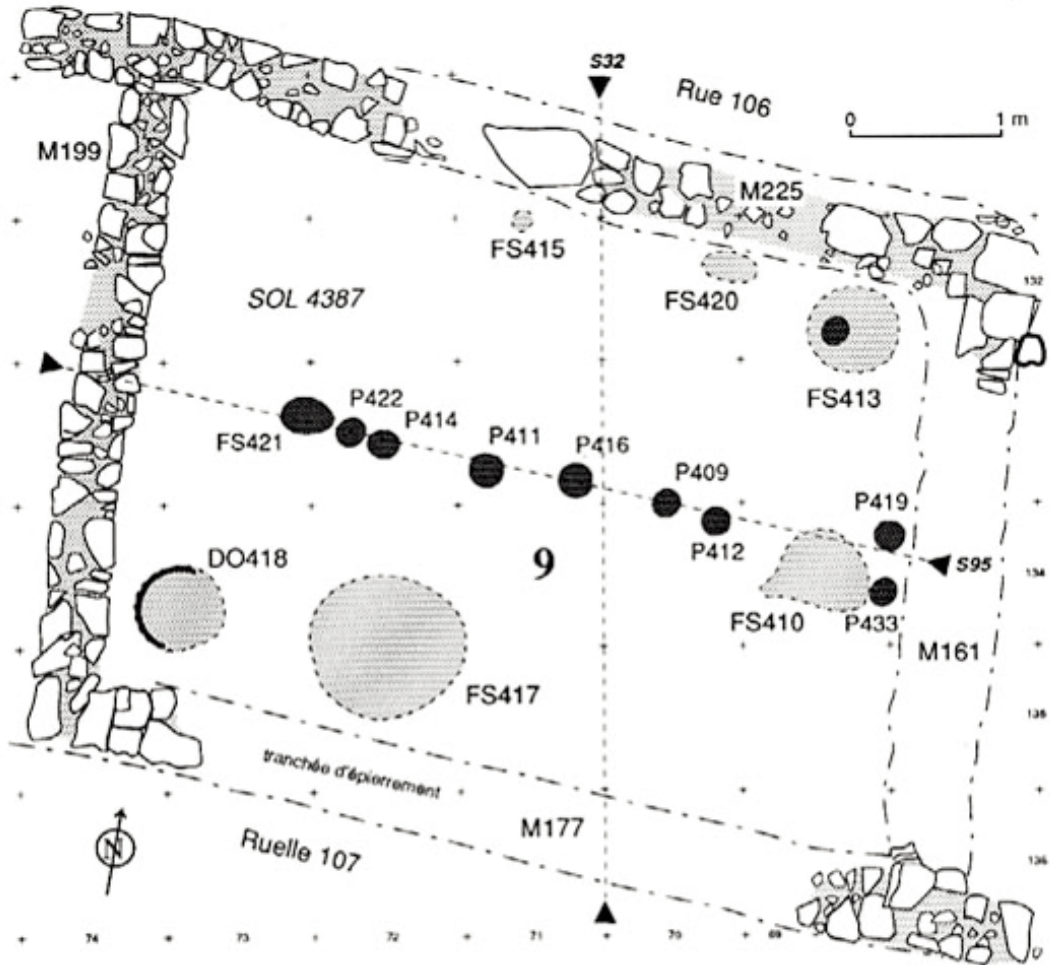 S32
Rue 106
0 1 m
M199
M225
FS415
FS420
132
SOL 4387
FS413
P422
P414
FS421
P411
P416
P409
P419
P412
DO418
9
S95
134
FS410
P433
M161
FS417
135
tranchée d'épierrement
M177
Ruelle 107
N
136
74 73 72 71 70 69